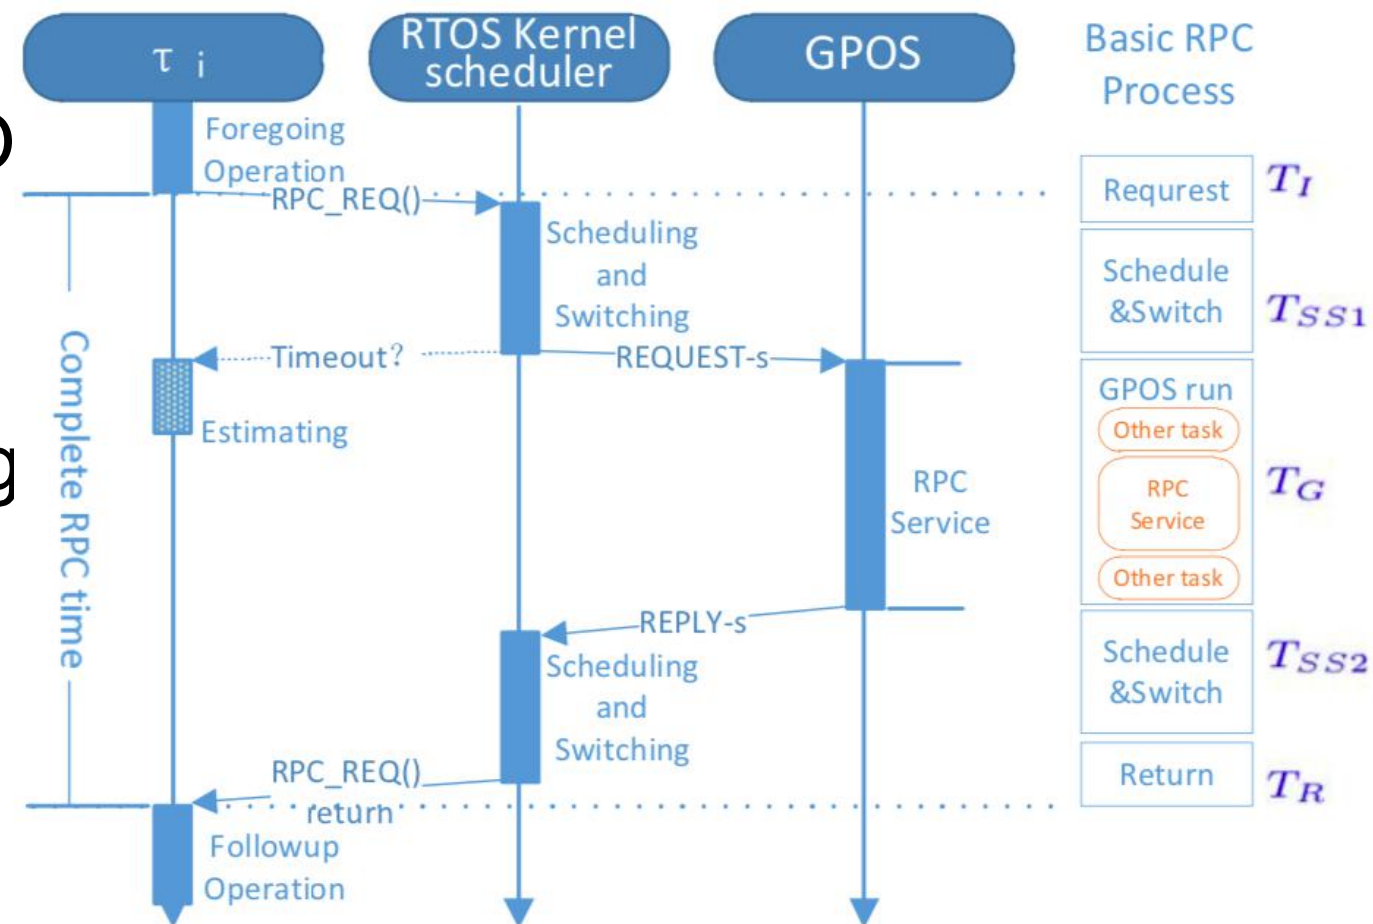 τ i
RTOS Kernel
scheduler
GPOS
Basic RPC
Process
Foregoing
Operation
RPC_REQ()
Scheduling
and
Switching
Timeout?
REQUEST-s
Estimating
Complete RPC time
RPC
Service
REPLY-s
Scheduling
and
Switching
RPC_REQ()
return
Followup
Operation
Requrest
T_I
Schedule
&Switch
T_SS1
GPOS run
Other task
RPC
Service
Other task
T_G
Schedule
&Switch
T_SS2
Return
T_R
g